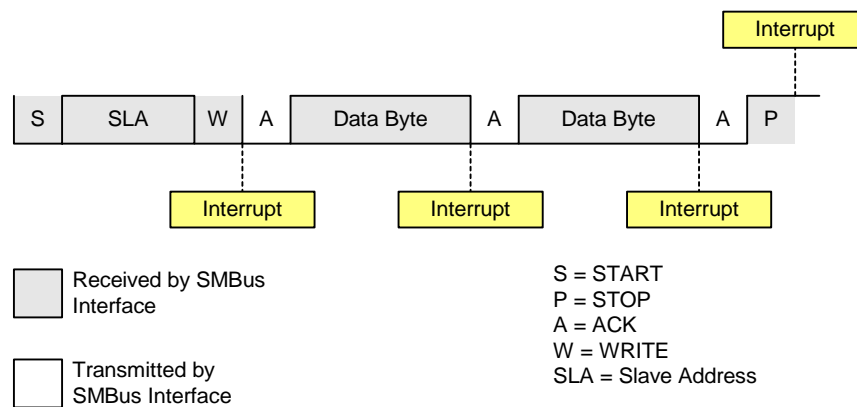 Interrupt
S SLA W A Data Byte A Data Byte A P
Interrupt Interrupt Interrupt
Received by SMBus
Interface
Transmitted by
SMBus Interface
S = START
P = STOP
A = ACK
W = WRITE
SLA = Slave Address